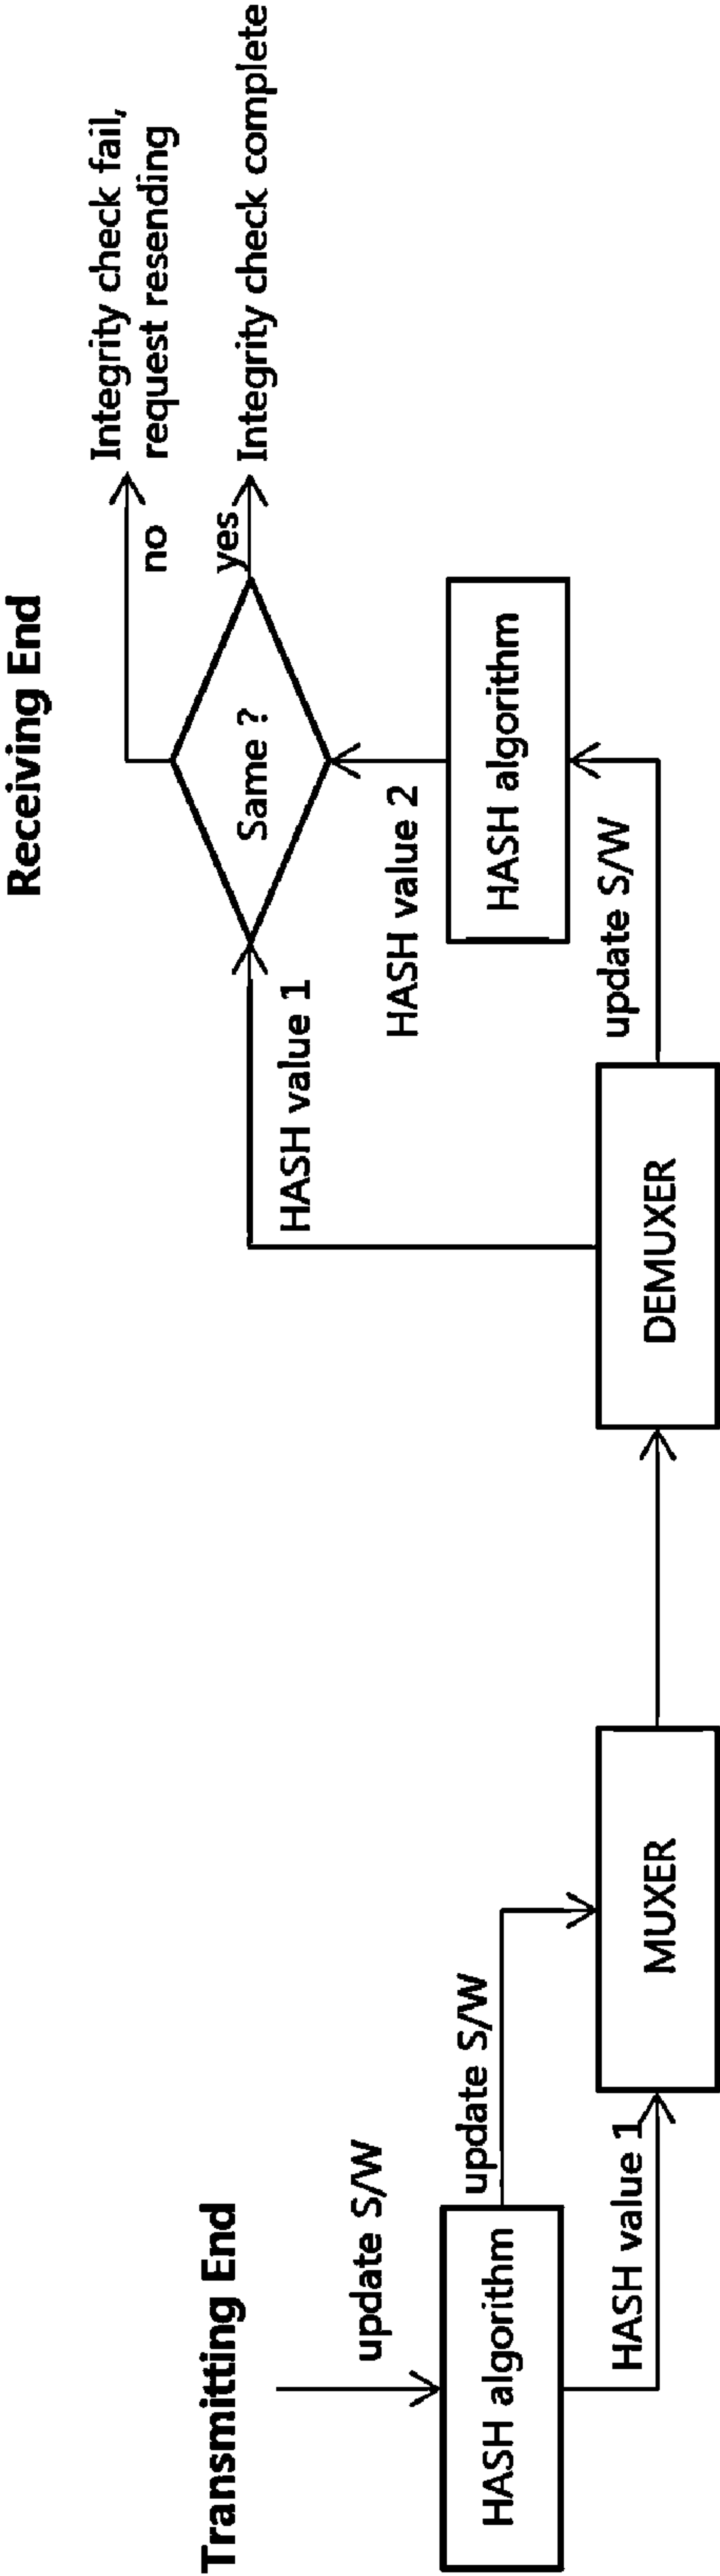 Transmitting End
update S/W
HASH algorithm
update S/W
HASH value 1
MUXER
Receiving End
DEMUXER
HASH value 1
update S/W
HASH algorithm
HASH value 2
Same ?
no
yes
Integrity check fail,
request resending
Integrity check complete